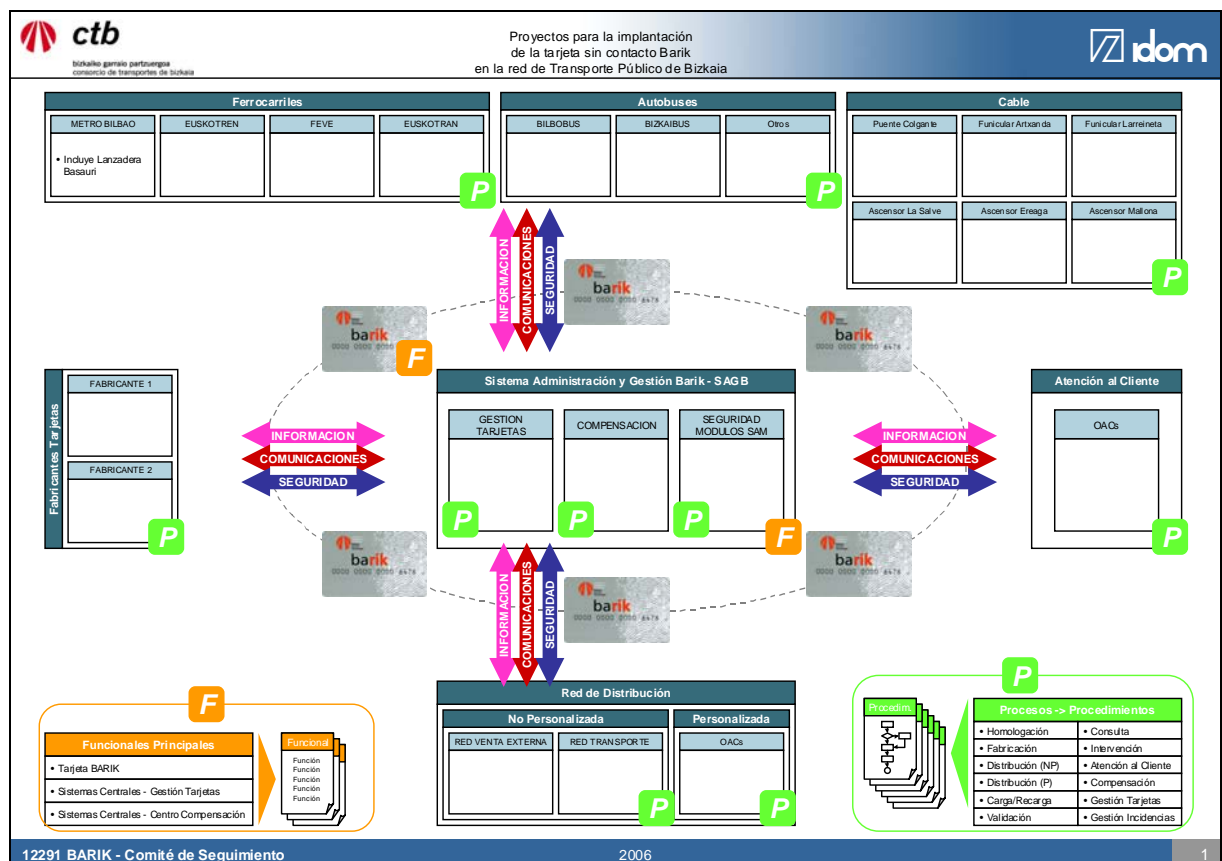 ctb
bizkaiko garraio partzuergoa
consorcio de transportes de bizkaia
Proyectos para la implantación
de la tarjeta sin contacto Barik
en la red de Transporte Público de Bizkaia
idom
Ferrocarriles
METRO BILBAO
EUSKOTREN
FEVE
EUSKOTRAN
• Incluye Lanzadera
Basauri
P
Autobuses
BILBOBUS
BIZKAIBUS
Otros
P
Cable
Puente Colgante
Funicular Artxanda
Funicular Larreineta
Ascensor La Salve
Ascensor Ereaga
Ascensor Mallona
P
INFORMACION
COMUNICACIONES
SEGURIDAD
barik
barik
F
barik
Fabricantes Tarjetas
FABRICANTE 1
FABRICANTE 2
P
INFORMACION
COMUNICACIONES
SEGURIDAD
Sistema Administración y Gestión Barik - SAGB
GESTION
TARJETAS
P
COMPENSACION
P
SEGURIDAD
MODULOS SAM
P
F
INFORMACION
COMUNICACIONES
SEGURIDAD
Atención al Cliente
OACs
P
barik
barik
barik
INFORMACION
COMUNICACIONES
SEGURIDAD
Red de Distribución
No Personalizada
RED VENTA EXTERNA
RED TRANSPORTE
P
Personalizada
OACs
P
F
Funcionales Principales
• Tarjeta BARIK
• Sistemas Centrales - Gestión Tarjetas
• Sistemas Centrales - Centro Compensación
Funcional
Función
Función
Función
Función
Función
P
Procedim.
Procesos -> Procedimientos
• Homologación
• Consulta
• Fabricación
• Intervención
• Distribución (NP)
• Atención al Cliente
• Distribución (P)
• Compensación
• Carga/Recarga
• Gestión Tarjetas
• Validación
• Gestión Incidencias
12291 BARIK - Comité de Seguimiento
2006
1